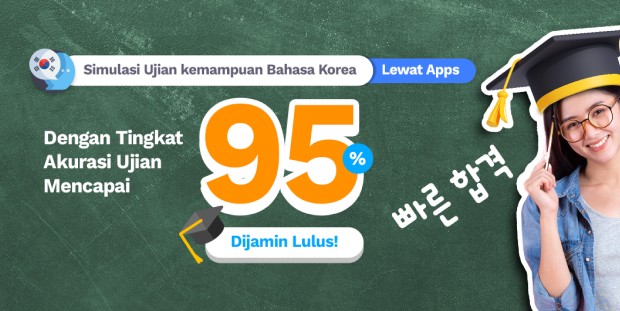 Simulasi Ujian kemampuan Bahasa Korea Lewat Apps
Dengan Tingkat
Akurasi Ujian
Mencapai
95%
Dijamin Lulus!
빠른 합격